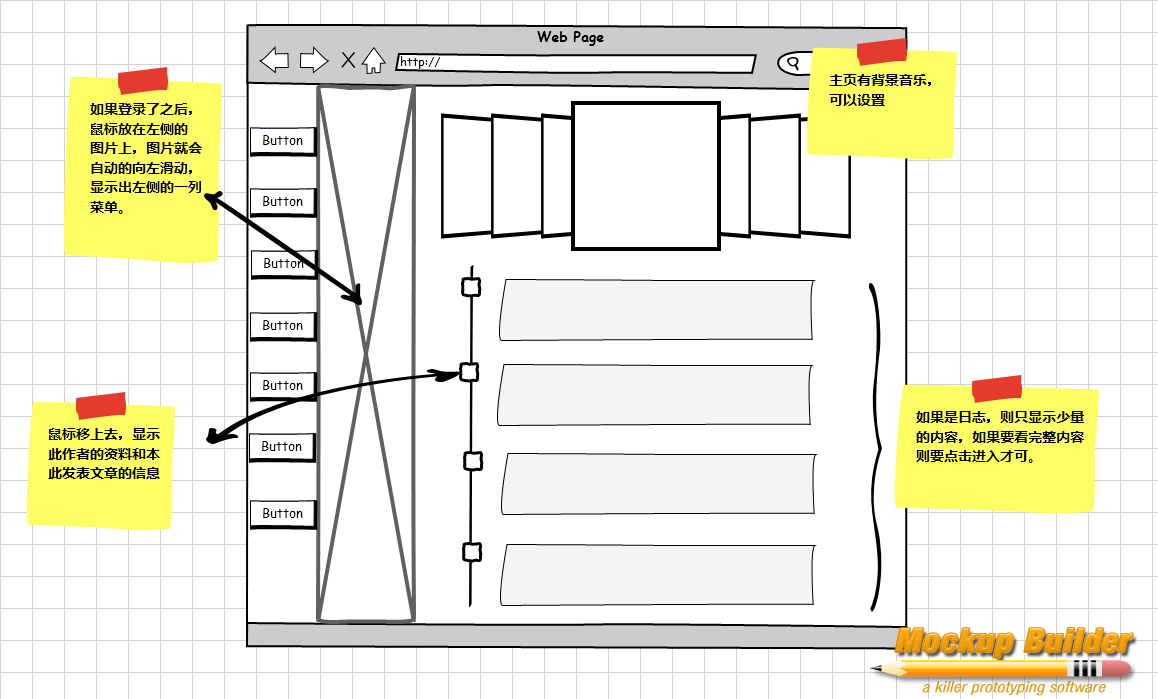 Web Page
http://
主页有背景音乐，
可以设置
如果登录了之后，
鼠标放在左侧的
图片上，图片就会
自动的向左滑动，
显示出左侧的一列
菜单。
Button
Button
Button
Button
Button
Button
Button
鼠标移上去，显示
此作者的资料和本
此发表文章的信息
如果是日志，则只显示少量
的内容，如果要看完整内容
则要点击进入才可。
Mockup Builder
a killer prototyping software